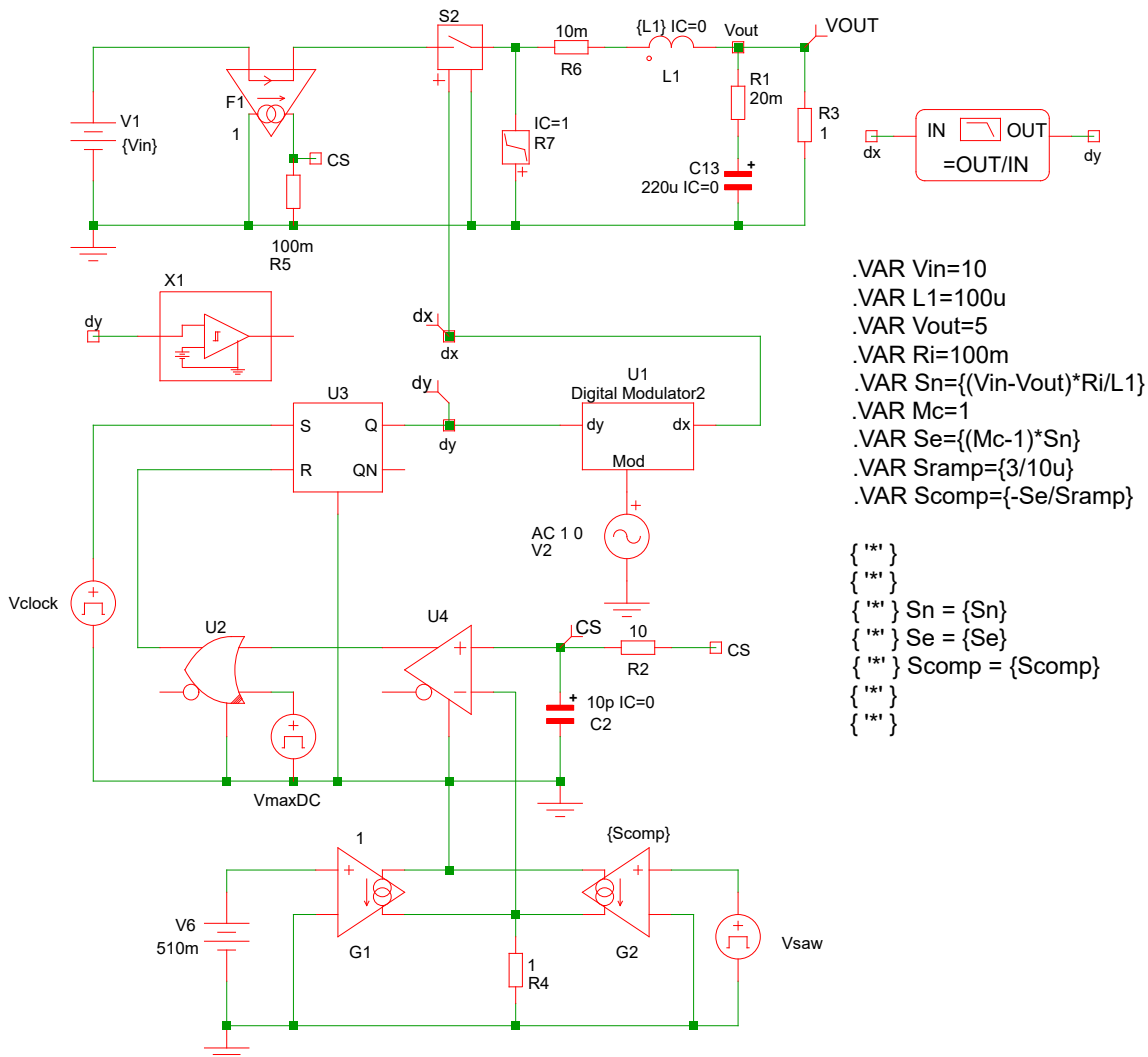 S2
10m
R6
{L1} IC=0
L1
Vout
VOUT
F1
1
V1
{Vin}
CS
100m
R5
IC=1
R7
R1
20m
C13
220u IC=0
R3
1
IN
OUT
=OUT/IN
dx
dy
X1
dy
dx
dx
dy
dy
U3
S
Q
R
QN
U1
Digital Modulator2
dy
dx
Mod
AC 1 0
V2
Vclock
U2
U4
VmaxDC
CS
10
R2
CS
10p IC=0
C2
1
G1
{Scomp}
G2
V6
510m
1
R4
Vsaw
.VAR Vin=10
.VAR L1=100u
.VAR Vout=5
.VAR Ri=100m
.VAR Sn={(Vin-Vout)*Ri/L1}
.VAR Mc=1
.VAR Se={(Mc-1)*Sn}
.VAR Sramp={3/10u}
.VAR Scomp={-Se/Sramp}
{ '*' }
{ '*' }
{ '*' } Sn = {Sn}
{ '*' } Se = {Se}
{ '*' } Scomp = {Scomp}
{ '*' }
{ '*' }